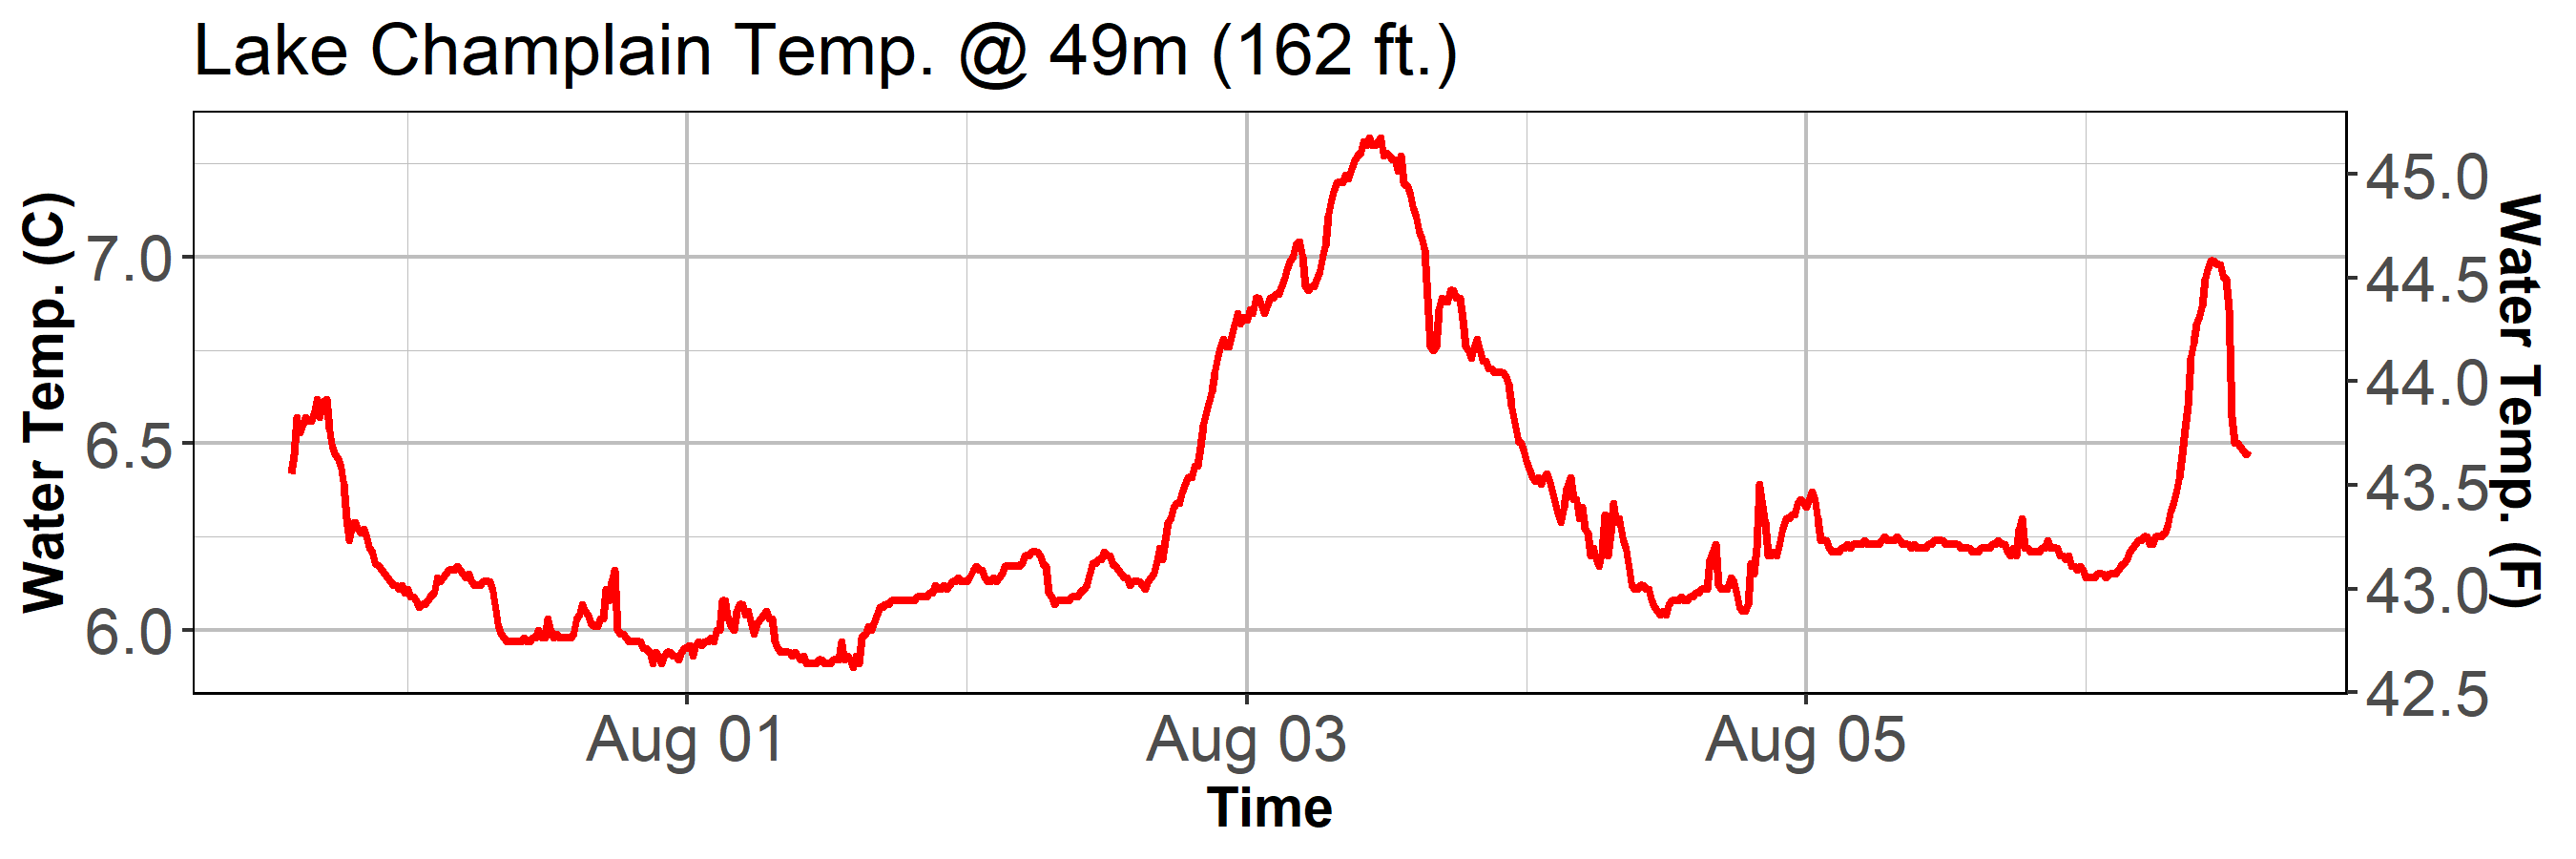 Lake Champlain Temp. @ 49m (162 ft.)
Water Temp. (C)
7.0
6.5
6.0
45.0
44.5
44.0
43.5
43.0
42.5
Water Temp. (F)
Aug 01
Aug 03
Aug 05
Time